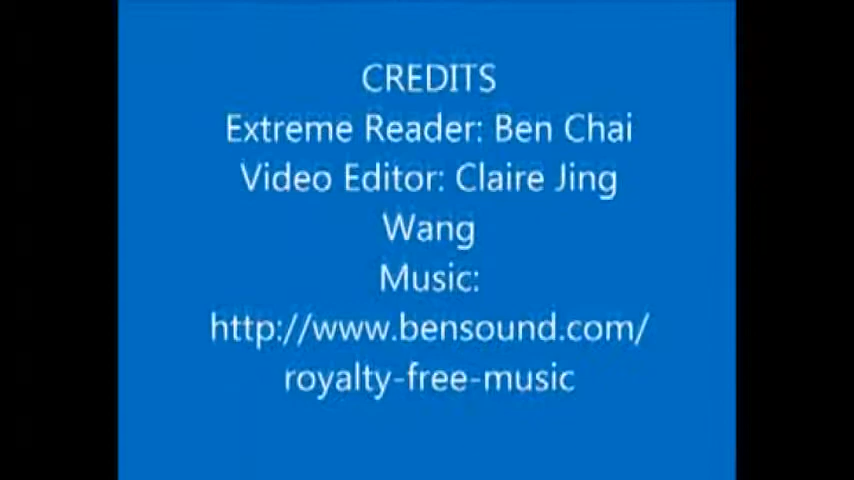 CREDITS
Extreme Reader: Ben Chai
Video Editor: Claire Jing
Wang
Music:
http://www.bensound.com/
royalty-free-music